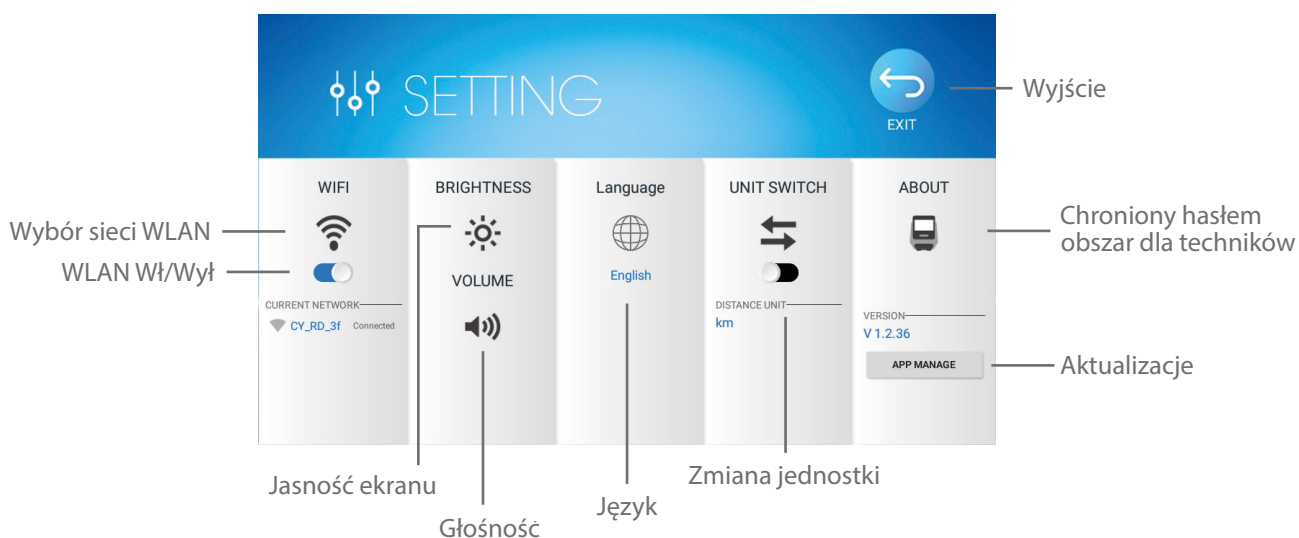 SETTING
EXIT
Wyjście
WIFI
BRIGHTNESS
Language
UNIT SWITCH
ABOUT
Wybór sieci WLAN
Chroniony hasłem
obszar dla techników
WLAN Wł/Wył
VOLUME
English
CURRENT NETWORK
CY_RD_3f Connected
DISTANCE UNIT
km
VERSION
V 1.2.36
APP MANAGE
Aktualizacje
Jasność ekranu
Głośność
Język
Zmiana jednostki